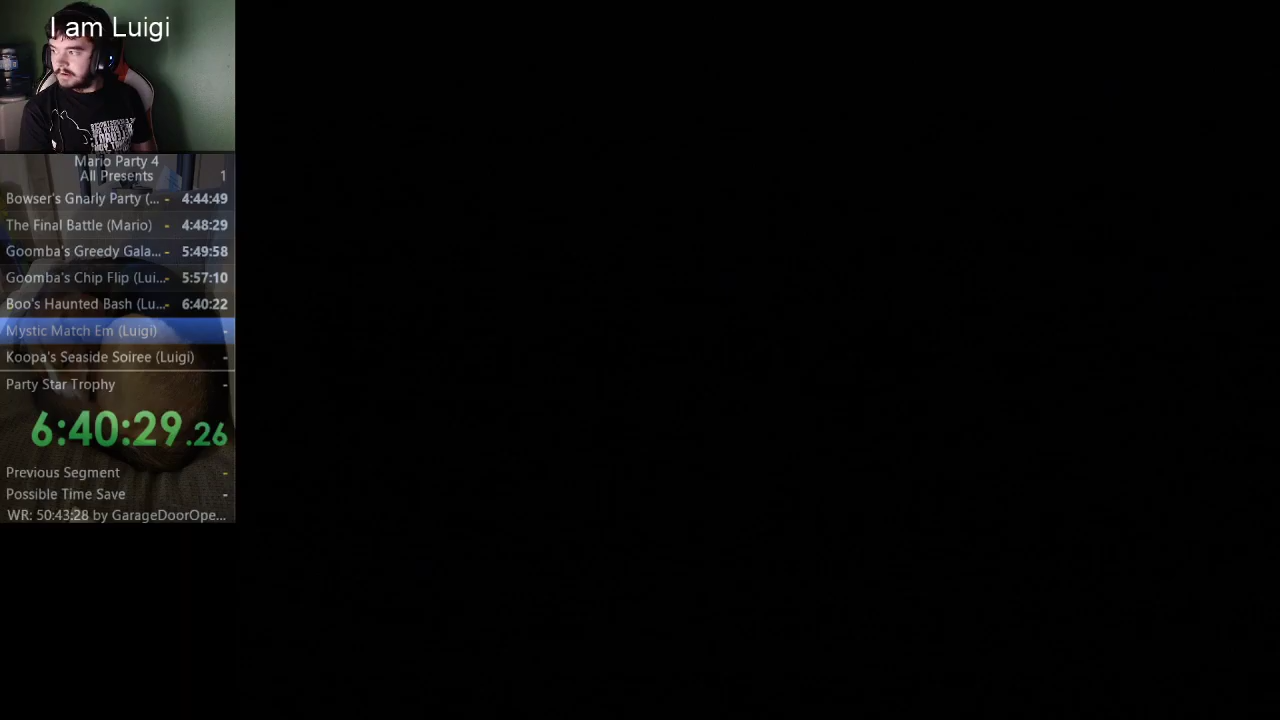 I am Luigi
Mario Party 4
All Presents 1
Bowser's Gnarly Party (... - 4:44:49
The Final Battle (Mario) - 4:48:29
Goomba's Greedy Gala... - 5:49:58
Goomba's Chip Flip (Lui... - 5:57:10
Boo's Haunted Bash (Lu... - 6:40:22
Mystic Match Em (Luigi) -
Koopa's Seaside Soiree (Luigi) -
Party Star Trophy -
6:40:29.26
Previous Segment -
Possible Time Save -
WR: 50:43:28 by GarageDoorOpe...